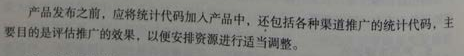 产品发布之前，应将统计代码加入产品中，还包括各种渠道推广的统计代码，主
要目的是评估推广的效果，以便安排资源进行适当调整。